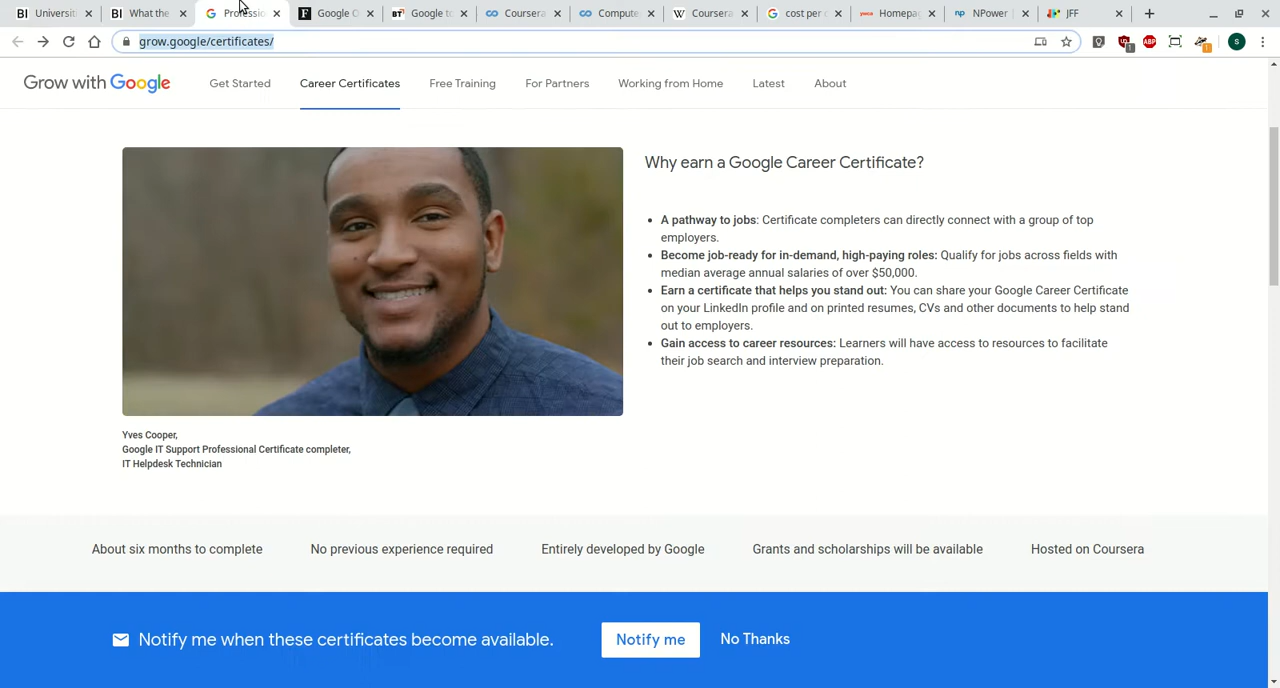 Universit
What the
Professio
Google C
Google to
Coursera
Compute
Coursera
cost per c
Homepag
NPower
JFF
grow.google/certificates/
Grow with Google
Get Started
Career Certificates
Free Training
For Partners
Working from Home
Latest
About
Why earn a Google Career Certificate?
A pathway to jobs: Certificate completers can directly connect with a group of top
employers.
Become job-ready for in-demand, high-paying roles: Qualify for jobs across fields with
median average annual salaries of over $50,000.
Earn a certificate that helps you stand out: You can share your Google Career Certificate
on your LinkedIn profile and on printed resumes, CVs and other documents to help stand
out to employers.
Gain access to career resources: Learners will have access to resources to facilitate
their job search and interview preparation.
Yves Cooper,
Google IT Support Professional Certificate completer,
IT Helpdesk Technician
About six months to complete
No previous experience required
Entirely developed by Google
Grants and scholarships will be available
Hosted on Coursera
Notify me when these certificates become available.
Notify me
No Thanks